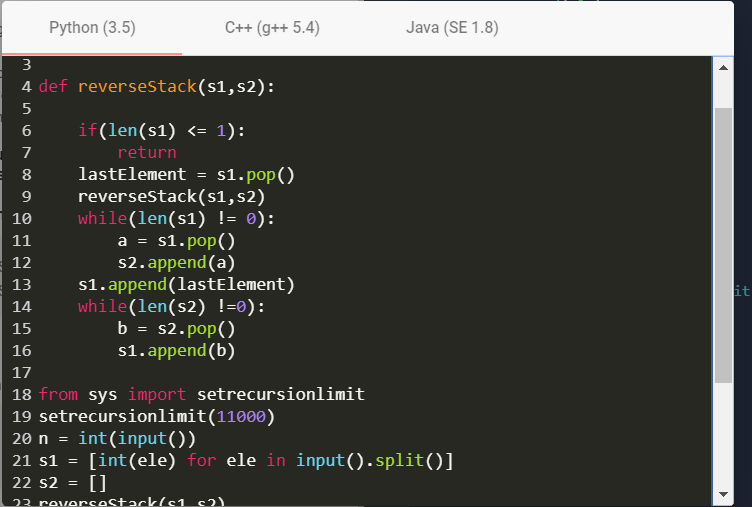 Python (3.5) C++ (g++ 5.4) Java (SE 1.8)
3
4 def reverseStack(s1,s2):
5
6     if(len(s1) <= 1):
7         return
8     lastElement = s1.pop()
9     reverseStack(s1,s2)
10     while(len(s1) != 0):
11         a = s1.pop()
12         s2.append(a)
13     s1.append(lastElement)
14     while(len(s2) !=0):
15         b = s2.pop()
16         s1.append(b)
17
18 from sys import setrecursionlimit
19 setrecursionlimit(11000)
20 n = int(input())
21 s1 = [int(ele) for ele in input().split()]
22 s2 = []
23 reverseStack(s1,s2)
it